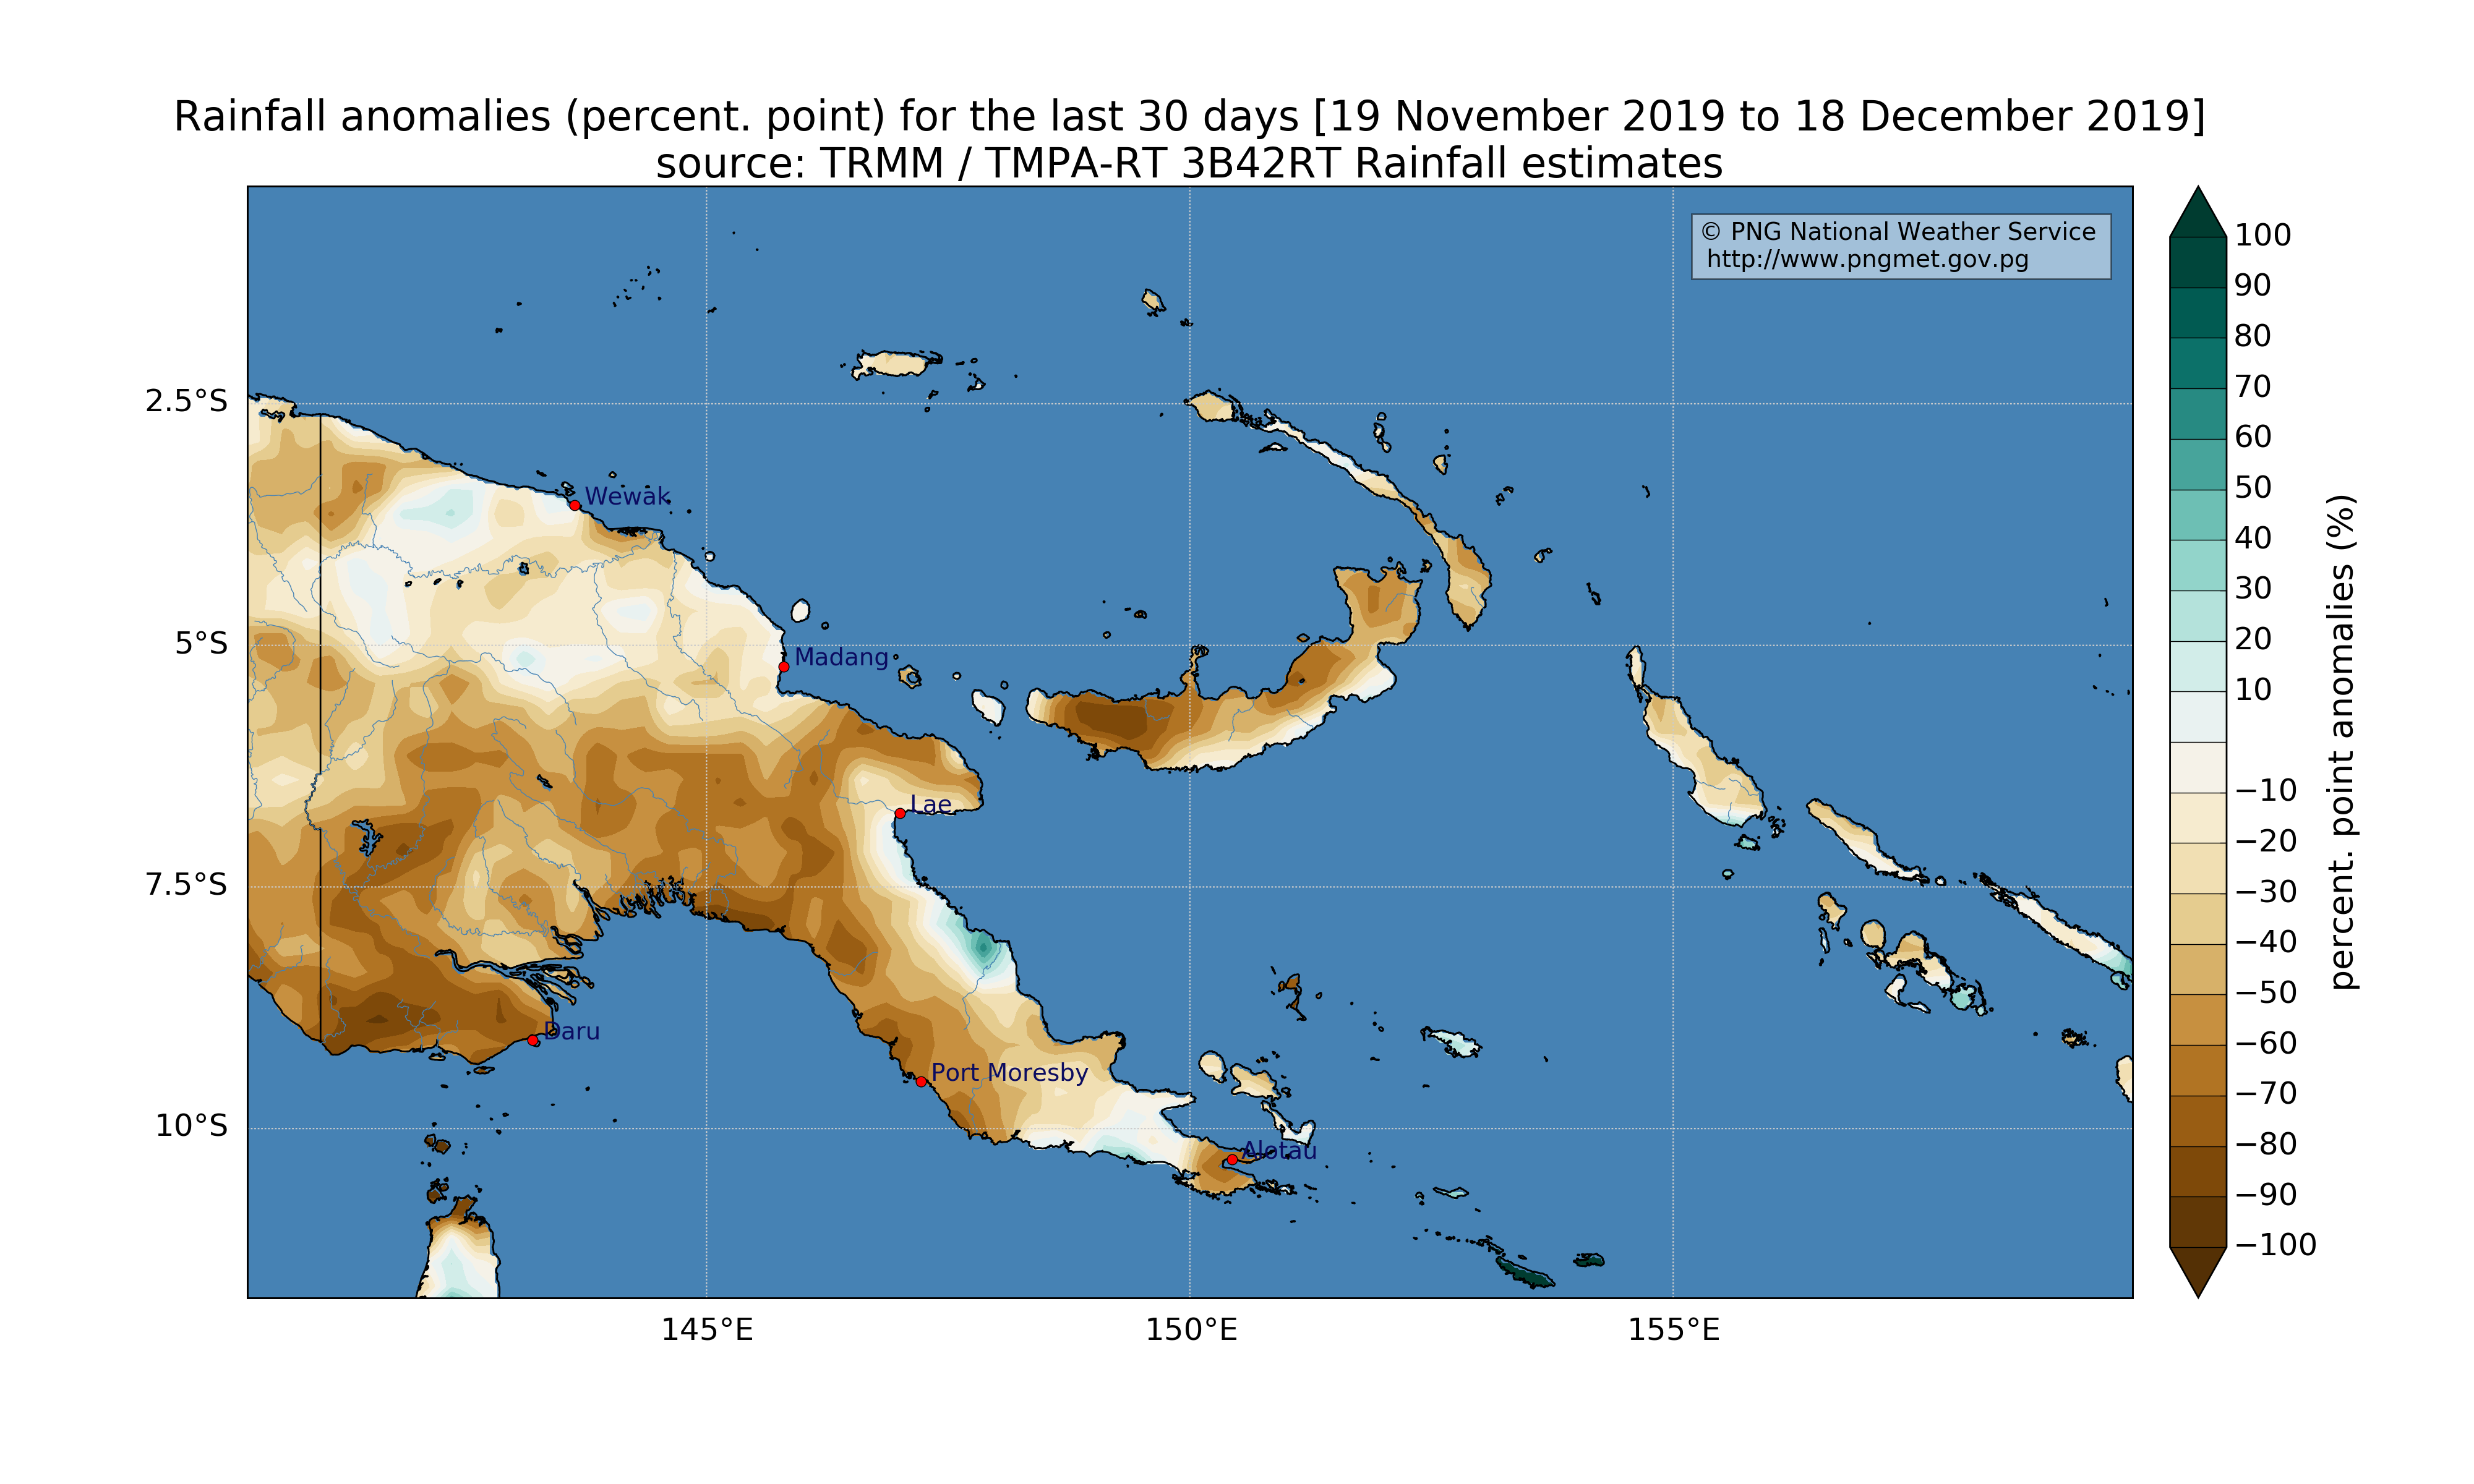 Rainfall anomalies (percent. point) for the last 30 days [19 November 2019 to 18 December 2019]
source: TRMM / TMPA-RT 3B42RT Rainfall estimates
© PNG National Weather Service
http://www.pngmet.gov.pg
2.5°S
5°S
7.5°S
10°S
Wewak
Madang
Lae
Daru
Port Moresby
Alotau
145°E
150°E
155°E
100
90
80
70
60
50
40
30
20
10
−10
−20
−30
−40
−50
−60
−70
−80
−90
−100
percent. point anomalies (%)